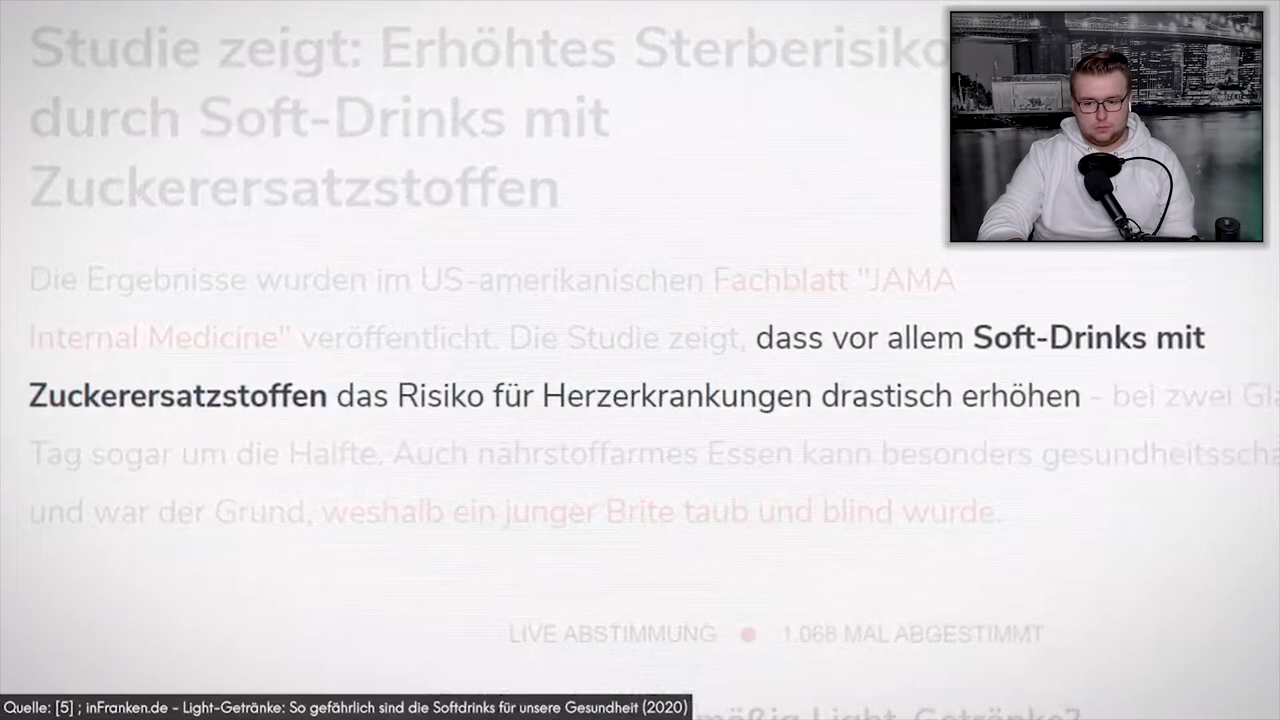 Studie zeigt: Erhöhtes Sterberisiko
durch Soft-Drinks mit
Zuckerersatzstoffen
Die Ergebnisse wurden im US-amerikanischen Fachblatt "JAMA
Internal Medicine" veröffentlicht. Die Studie zeigt, dass vor allem Soft-Drinks mit
Zuckerersatzstoffen das Risiko für Herzerkrankungen drastisch erhöhen - bei zwei
Tag sogar um die Hälfte. Auch nährstoffarmes Essen kann besonders
und war der Grund, weshalb ein junger Brite taub und blind wurde.
LIVE ABSTIMMUNG ● 1.068 MAL ABGESTIMMT
Light-Getränke?
Quelle: [5] ; inFranken.de - Light-Getränke: So gefährlich sind die Softdrinks für unsere Gesundheit (2020)